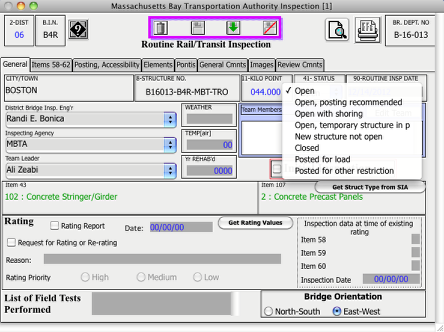 Massachusetts Bay Transportation Authority Inspection [1]
2-DIST
B.I.N.
BR. DEPT. NO
06
B4R
B-16-013
Routine Rail/Transit Inspection
General
Items 58-62
Posting, Accessibility
Elements
Pontis
General Cmnts
Images
Review Cmnts
CITY/TOWN
8-STRUCTURE NO.
11-KILO POINT
41- STATUS
90-ROUTINE INSP DATE
BOSTON
B16013-B4R-MBT-TRO
044.000
Open
Open, posting recommended
Open with shoring
Open, temporary structure in p
New structure not open
Closed
Posted for load
Posted for other restriction
District Bridge Insp. Eng'r
WEATHER
Team Members
Randi E. Bonica
Inspecting Agency
TEMP(air)
MBTA
00
Team Leader
Yr REHAB'd
Ali Zeabi
0000
Item 43
Item 107
Get Struct Type from SIA
102 : Concrete Stringer/Girder
2 : Concrete Precast Panels
Rating
Rating Report
Date: 00/00/00
Get Rating Values
Inspection data at time of existing rating
Request for Rating or Re-rating
Item 58
Reason:
Item 59
Item 60
Rating Priority
High
Medium
Low
Inspection Date
00/00/00
List of Field Tests
Performed
Bridge Orientation
North-South
East-West